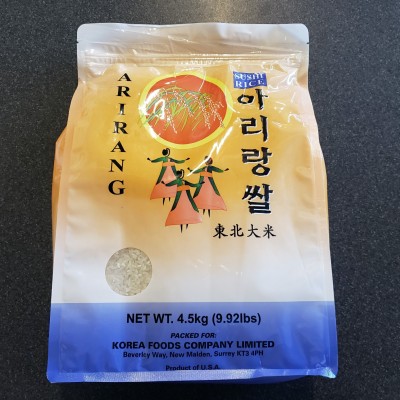 ARIRANG
SUSHI
RICE
아리랑쌀
東北大米
NET WT. 4.5kg (9.92lbs)
PACKED FOR:
KOREA FOODS COMPANY LIMITED
Beverley Way, New Malden, Surrey KT3 4PH
Product of U.S.A.